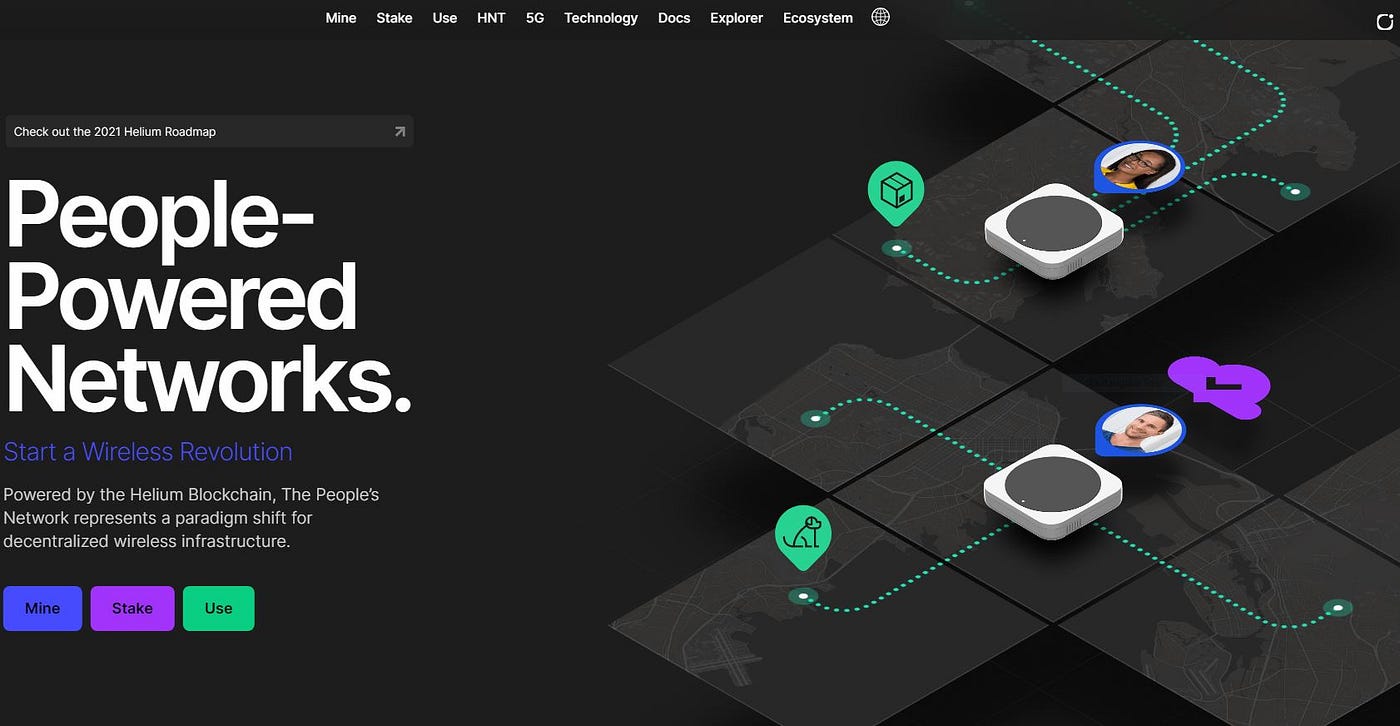 Mine Stake Use HNT 5G Technology Docs Explorer Ecosystem
Check out the 2021 Helium Roadmap
People-
Powered
Networks.
Start a Wireless Revolution
Powered by the Helium Blockchain, The People’s
Network represents a paradigm shift for
decentralized wireless infrastructure.
Mine Stake Use